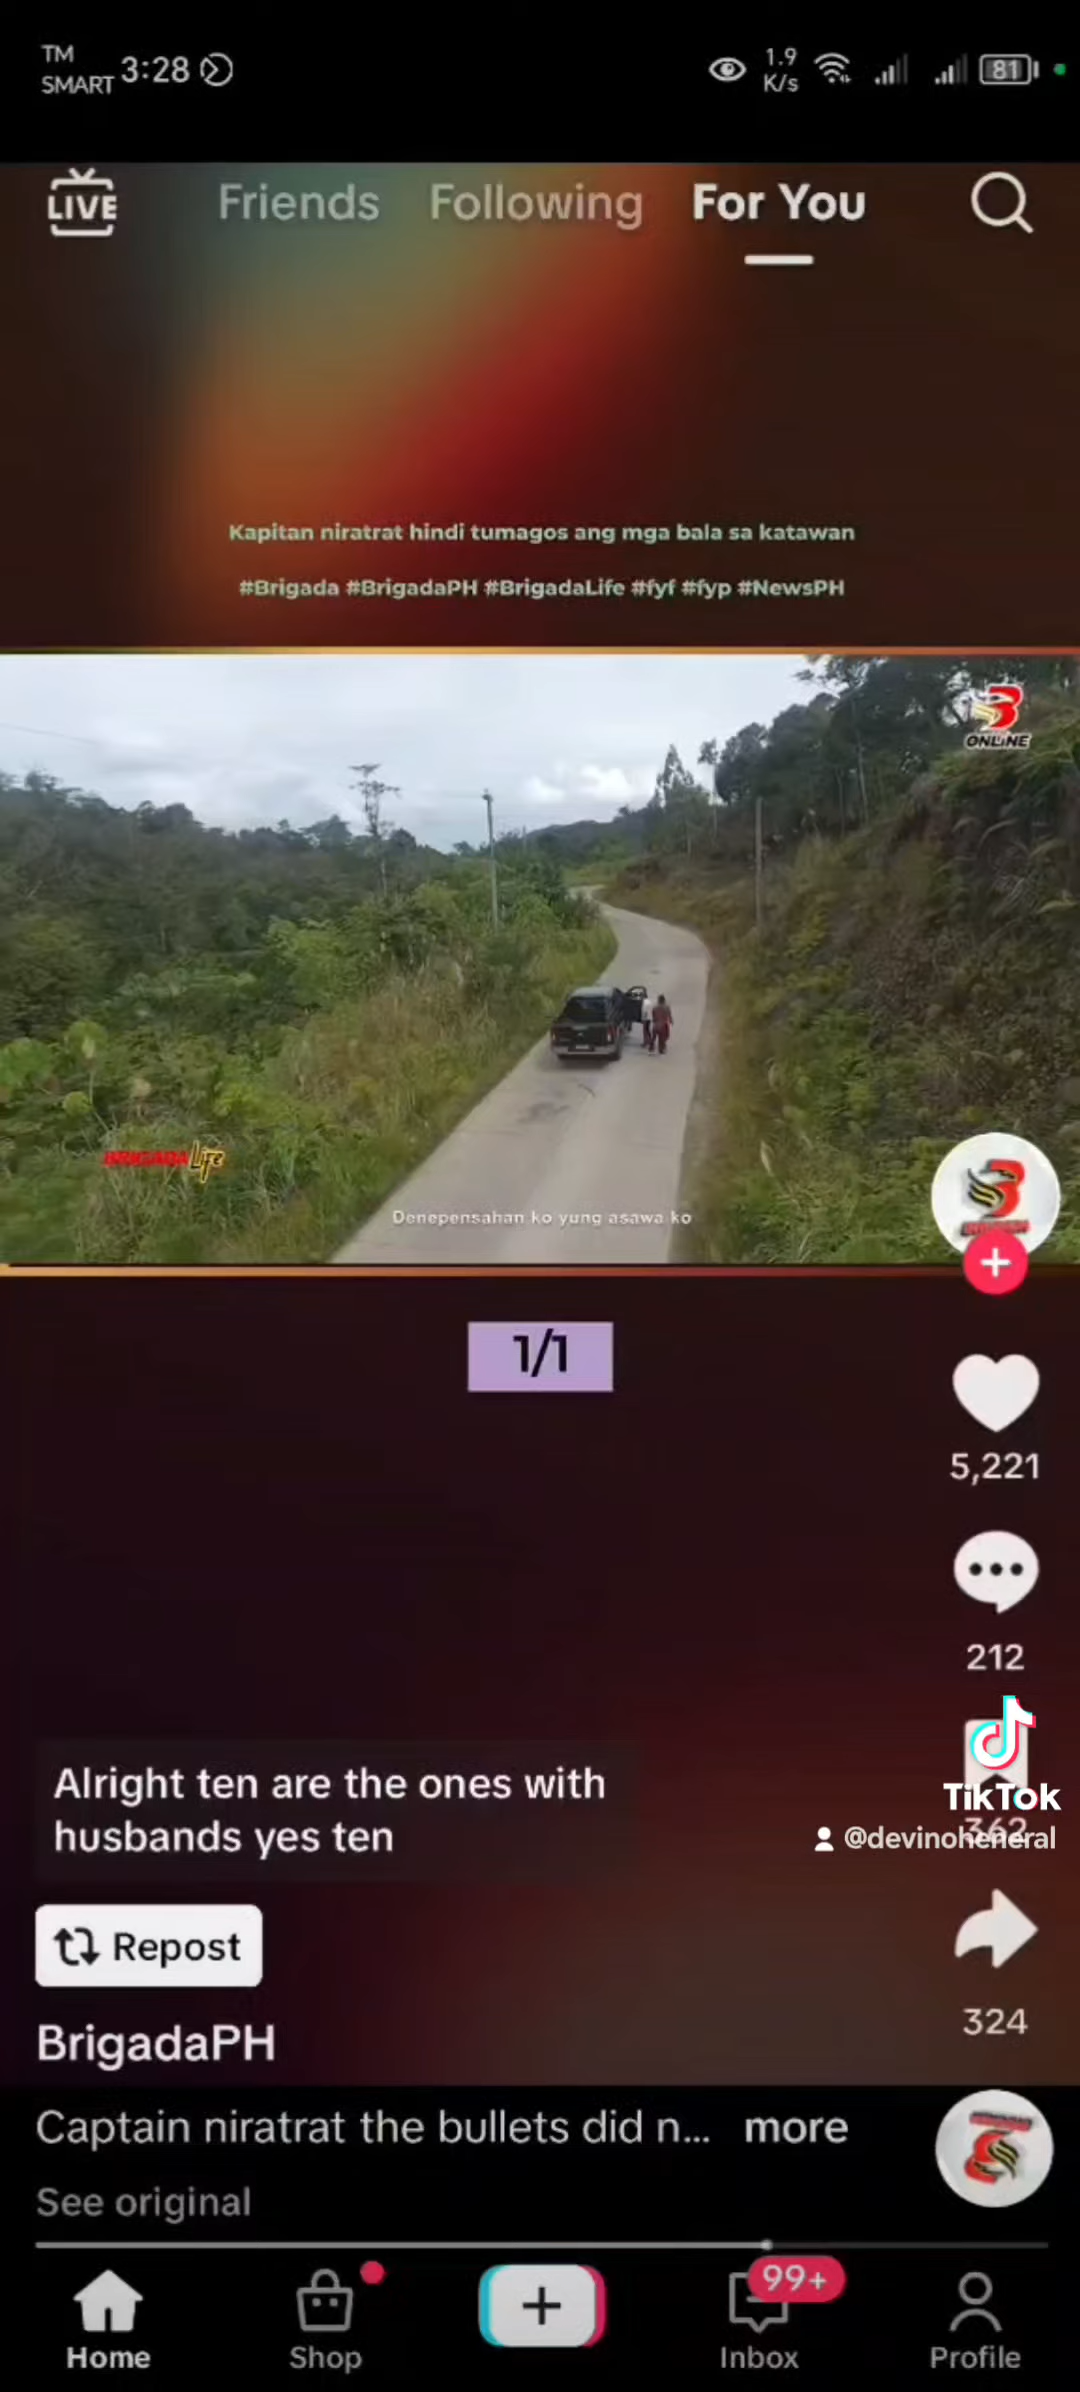 TM
SMART 3:28
1.9
K/s
81
LIVE
Friends Following For You
Kapitan niratrat hindi tumagos ang mga bala sa katawan
#Brigada #BrigadaPH #BrigadaLife #fyf #fyp #NewsPH
ONLINE
BRIGADA Life
Denepensahan ko yung asawa ko
1/1
5,221
212
Alright ten are the ones with
husbands yes ten
TikTok
362
@devinoheneral
Repost
324
BrigadaPH
Captain niratrat the bullets did n... more
See original
99+
Home Shop Inbox Profile